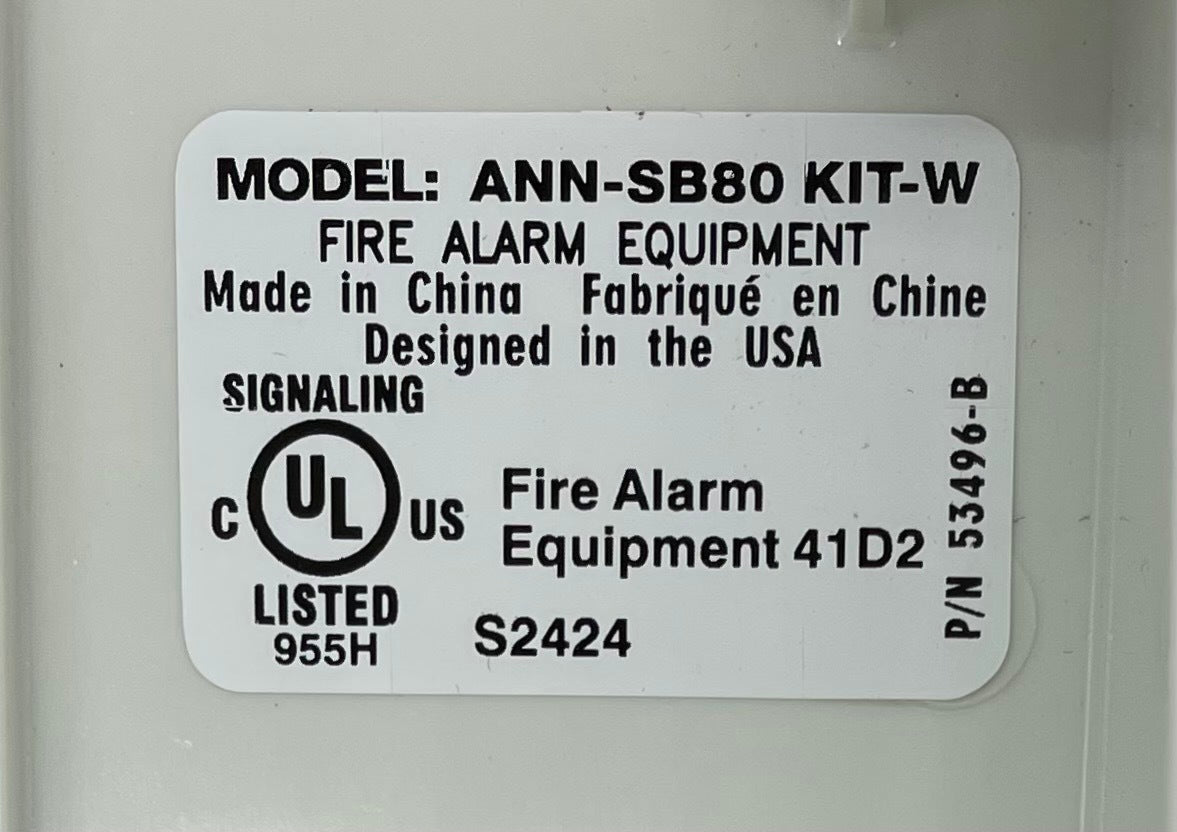 MODEL: ANN-SB80 KIT-W
FIRE ALARM EQUIPMENT
Made in China Fabriqué en Chine
Designed in the USA
SIGNALING
C UL US
LISTED
955H
Fire Alarm
Equipment 41D2
S2424
P/N 53496-B